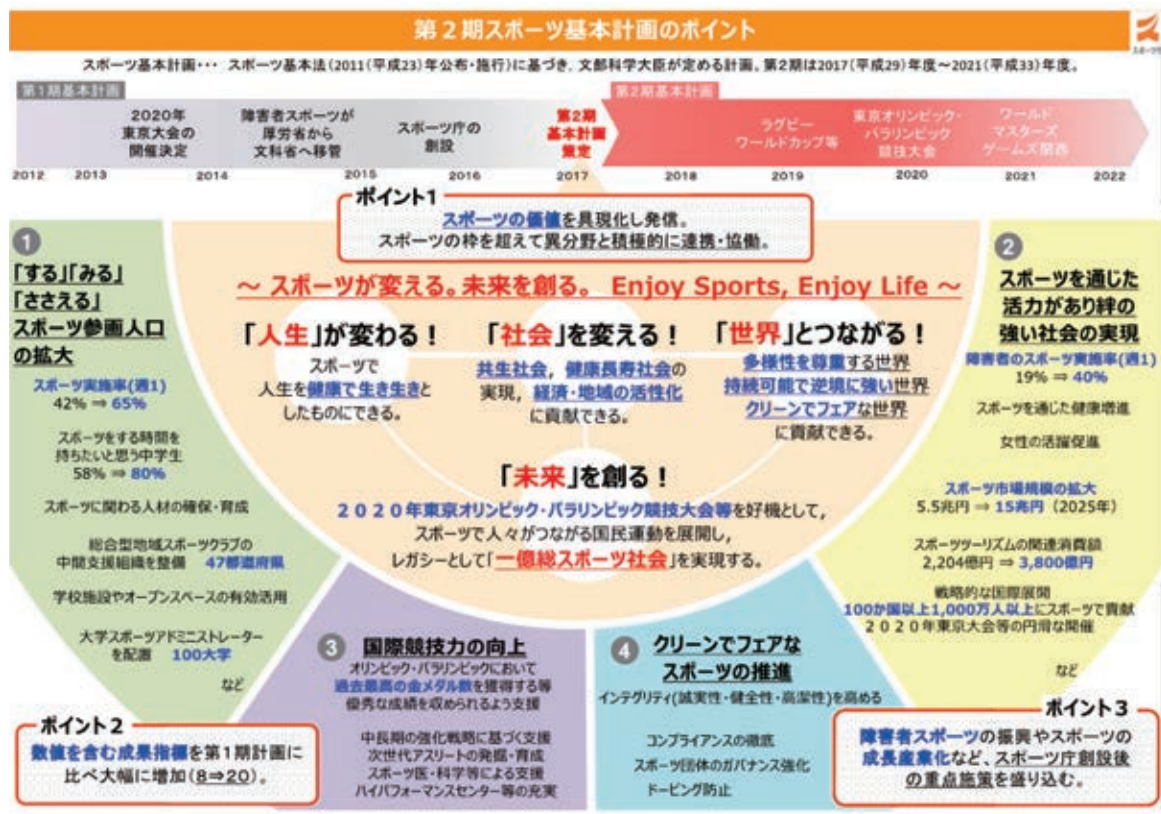 第2期スポーツ基本計画のポイント
スポーツ基本計画・・・ スポーツ基本法(2011(平成23)年公布・施行)に基づき、文部科学大臣が定める計画。第2期は2017(平成29)年度~2021(平成33)年度。
第1期基本計画
第2期基本計画
2020年
東京大会の
開催決定
障害者スポーツが
厚労省から
文科省へ移管
スポーツ庁の
創設
第2期
基本計画
策定
ラグビー
ワールドカップ等
東京オリンピック・
パラリンピック
競技大会
ワールド
マスターズ
ゲームズ関西
2012 2013 2014 2015 2016 2017 2018 2019 2020 2021 2022
ポイント1
スポーツの価値を具現化し発信。
スポーツの枠を超えて異分野と積極的に連携・協働。
~ スポーツが変える。未来を創る。 Enjoy Sports, Enjoy Life ~
「人生」が変わる!
スポーツで
人生を健康で生き生きと
したものにできる。
「社会」を変える!
共生社会，健康長寿社会の
実現，経済・地域の活性化
に貢献できる。
「世界」とつながる!
多様性を尊重する世界
持続可能で逆境に強い世界
クリーンでフェアな世界
に貢献できる。
「未来」を創る!
2020年東京オリンピック・パラリンピック競技大会等を好機として，
スポーツで人々がつながる国民運動を展開し，
レガシーとして「一億総スポーツ社会」を実現する。
1
「する」「みる」
「ささえる」
スポーツ参画人口
の拡大
スポーツ実施率(週1)
42% ⇒ 65%
スポーツをする時間を
持ちたいと思う中学生
58% ⇒ 80%
スポーツに関わる人材の確保・育成
総合型地域スポーツクラブの
中間支援組織を整備 47都道府県
学校施設やオープンスペースの有効活用
大学スポーツアドミニストレーター
を配置 100大学
など
2
スポーツを通じた
活力があり絆の
強い社会の実現
障害者のスポーツ実施率(週1)
19% ⇒ 40%
スポーツを通じた健康増進
女性の活躍促進
スポーツ市場規模の拡大
5.5兆円 ⇒ 15兆円 (2025年)
スポーツツーリズムの関連消費額
2,204億円 ⇒ 3,800億円
戦略的な国際展開
100か国以上1,000万人以上にスポーツで貢献
2020年東京大会等の円滑な開催
など
3
国際競技力の向上
オリンピック・パラリンピックにおいて
過去最高の金メダル数を獲得する等
優秀な成績を収められるよう支援
中長期の強化戦略に基づく支援
次世代アスリートの発掘・育成
スポーツ医・科学等による支援
ハイパフォーマンスセンター等の充実
4
クリーンでフェアな
スポーツの推進
インテグリティ(誠実性・健全性・高潔性)を高める
コンプライアンスの徹底
スポーツ団体のガバナンス強化
ドーピング防止
ポイント2
数値を含む成果指標を第1期計画に
比べ大幅に増加(8⇒20)。
ポイント3
障害者スポーツの振興やスポーツの
成長産業化など、スポーツ庁創設後
の重点施策を盛り込む。